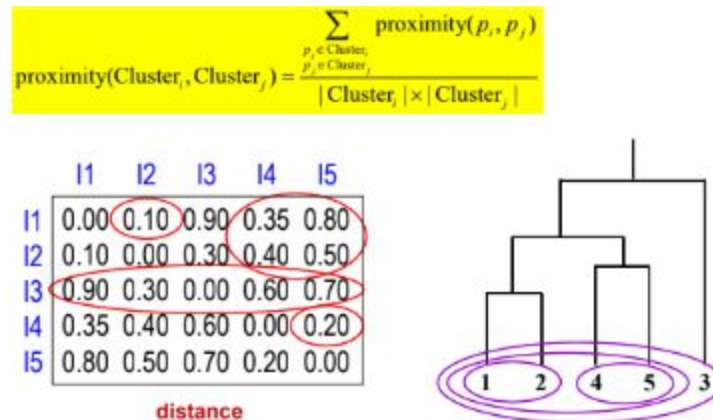 proximity(Cluster_i, Cluster_j) = ∑_{p_i∈Cluster_i, p_j∈Cluster_j} proximity(p_i, p_j) / |Cluster_i|×|Cluster_j|
I1 I2 I3 I4 I5
I1 0.00 0.10 0.90 0.35 0.80
I2 0.10 0.00 0.30 0.40 0.50
I3 0.90 0.30 0.00 0.60 0.70
I4 0.35 0.40 0.60 0.00 0.20
I5 0.80 0.50 0.70 0.20 0.00
distance
1 2 4 5 3